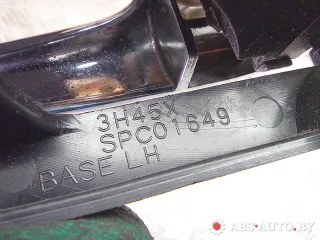 3H45X
SPC01649
BASE LH
ABS-AUTO.BY